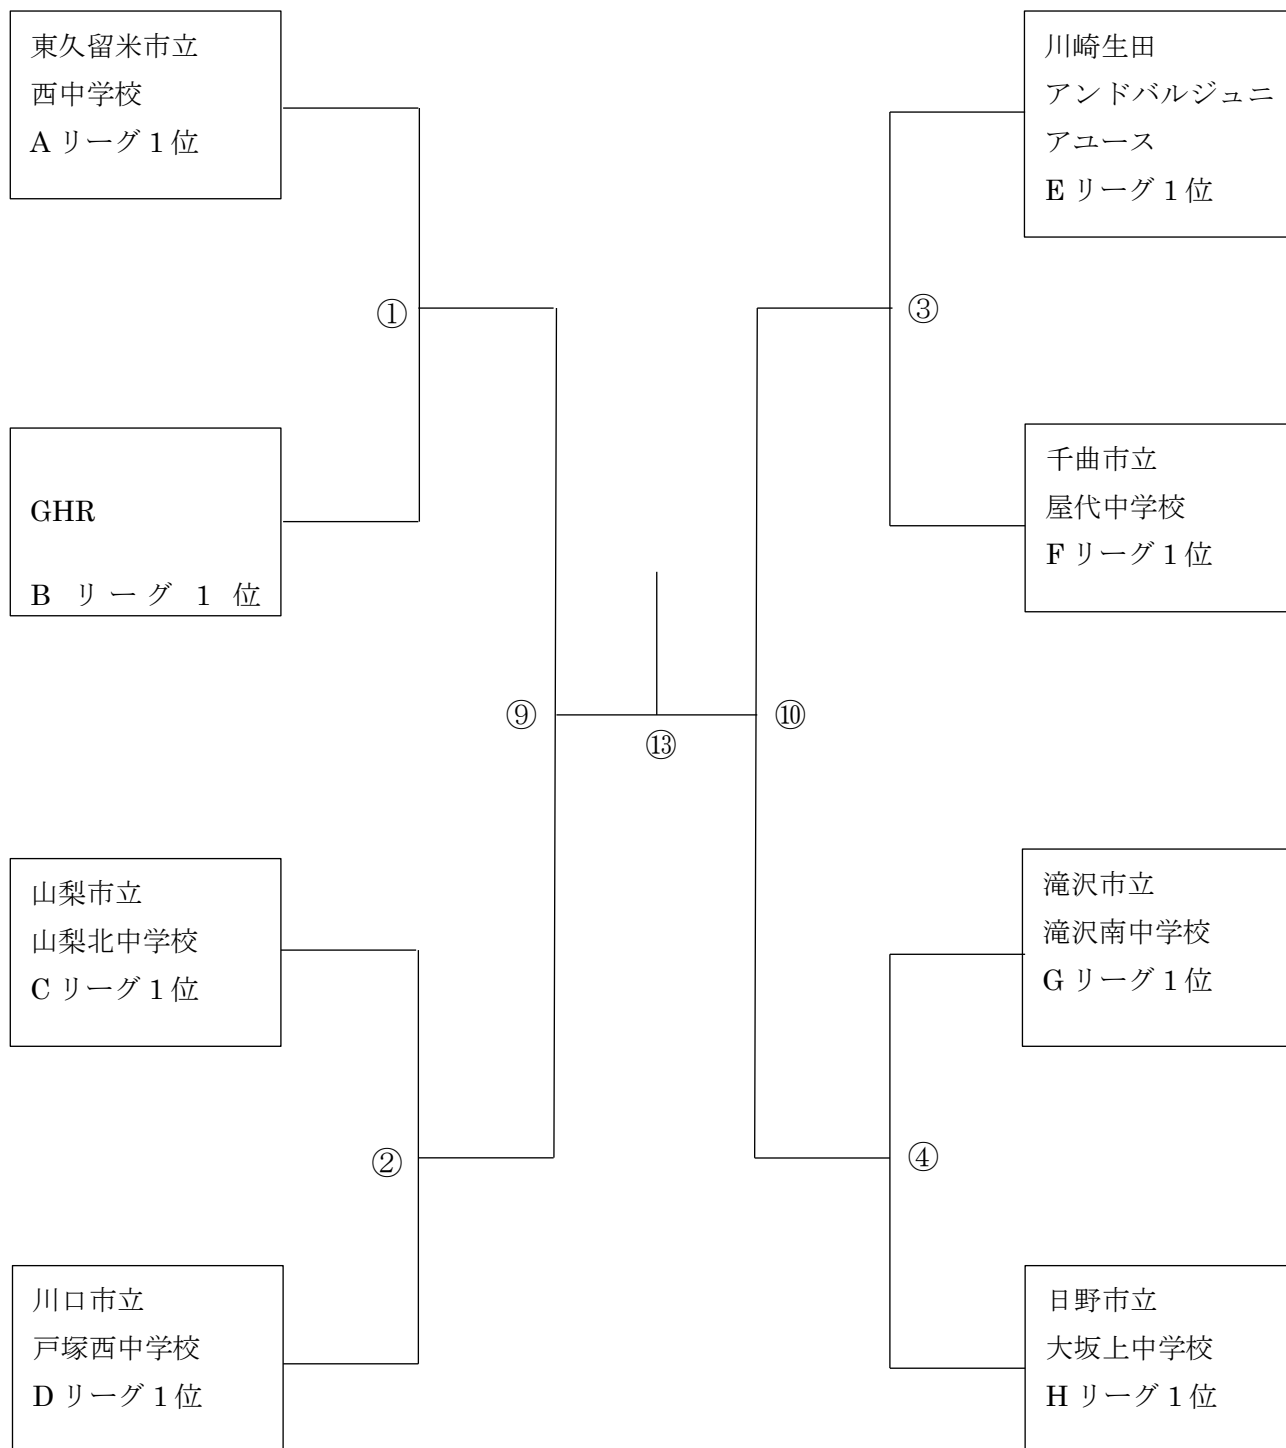 東久留米市立
西中学校
A リーグ 1 位
川崎生田
アンドバルジュニ
アユース
E リーグ 1 位
①
③
GHR
B リーグ 1 位
千曲市立
屋代中学校
F リーグ 1 位
⑨
⑬
⑩
山梨市立
山梨北中学校
C リーグ 1 位
滝沢市立
滝沢南中学校
G リーグ 1 位
②
④
川口市立
戸塚西中学校
D リーグ 1 位
日野市立
大坂上中学校
H リーグ 1 位